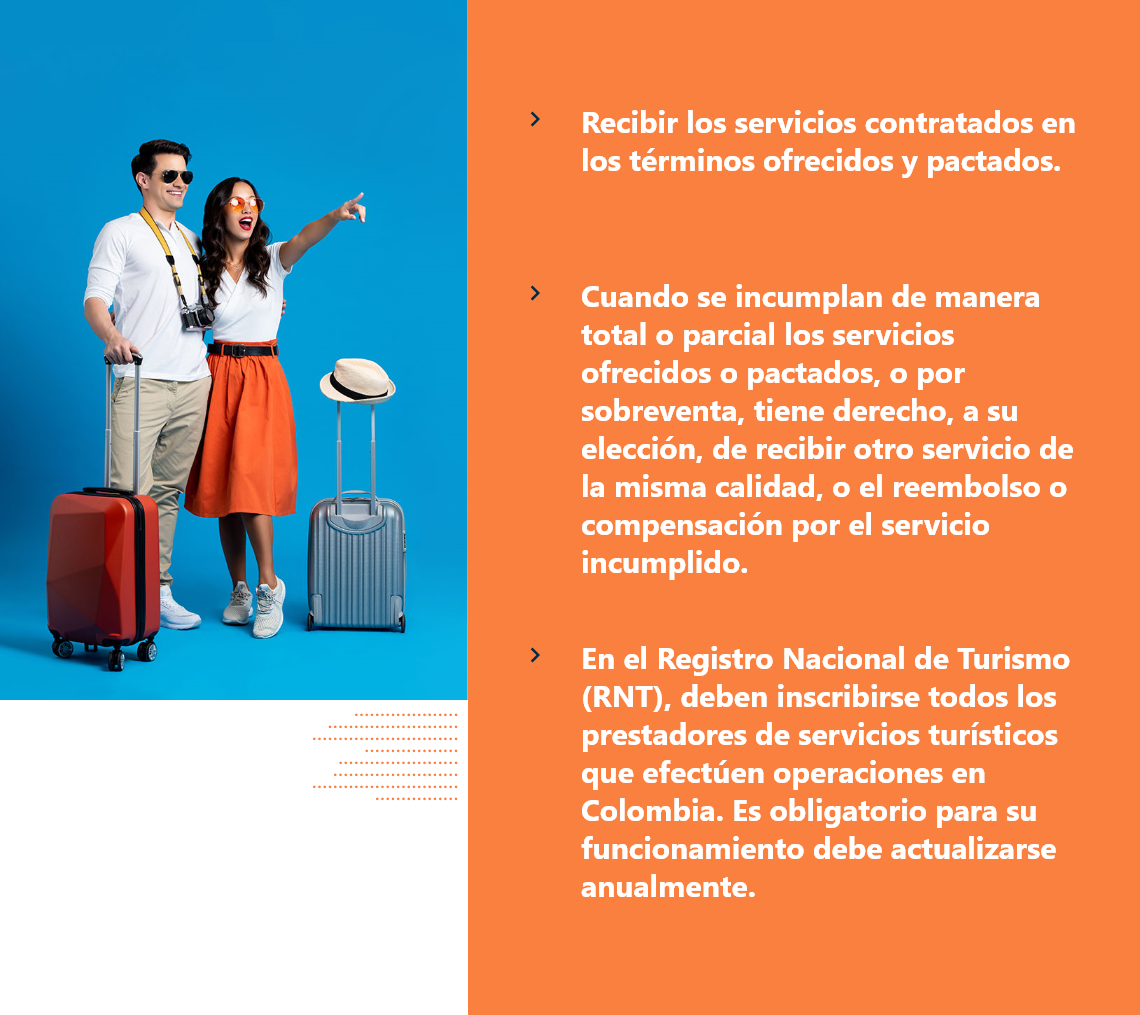 Recibir los servicios contratados en
los términos ofrecidos y pactados.
Cuando se incumplan de manera
total o parcial los servicios
ofrecidos o pactados, o por
sobreventa, tiene derecho, a su
elección, de recibir otro servicio de
la misma calidad, o el reembolso o
compensación por el servicio
incumplido.
En el Registro Nacional de Turismo
(RNT), deben inscribirse todos los
prestadores de servicios turísticos
que efectúen operaciones en
Colombia. Es obligatorio para su
funcionamiento debe actualizarse
anualmente.